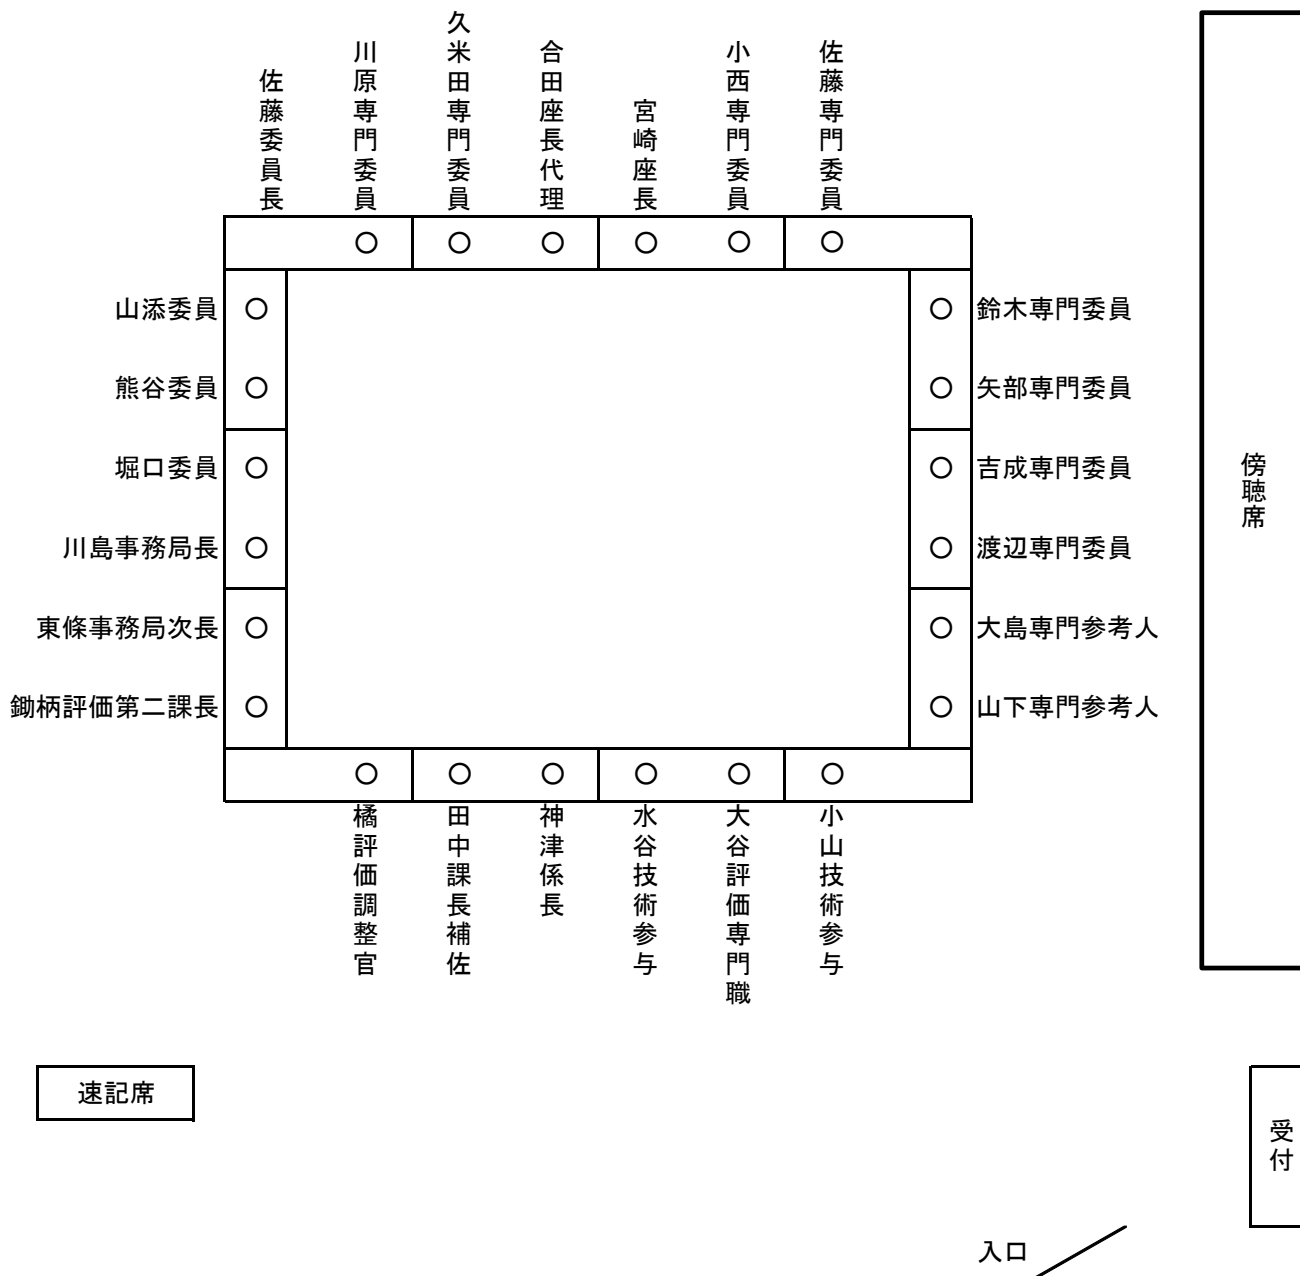 佐藤委員長
川原専門委員
久米田専門委員
合田座長代理
宮崎座長
小西専門委員
佐藤専門委員
山添委員
鈴木専門委員
熊谷委員
矢部専門委員
堀口委員
吉成専門委員
川島事務局長
渡辺専門委員
東條事務局次長
大島専門参考人
鋤柄評価第二課長
山下専門参考人
橘評価調整官
田中課長補佐
神津係長
水谷技術参与
大谷評価専門職
小山技術参与
傍聴席
速記席
受付
入口